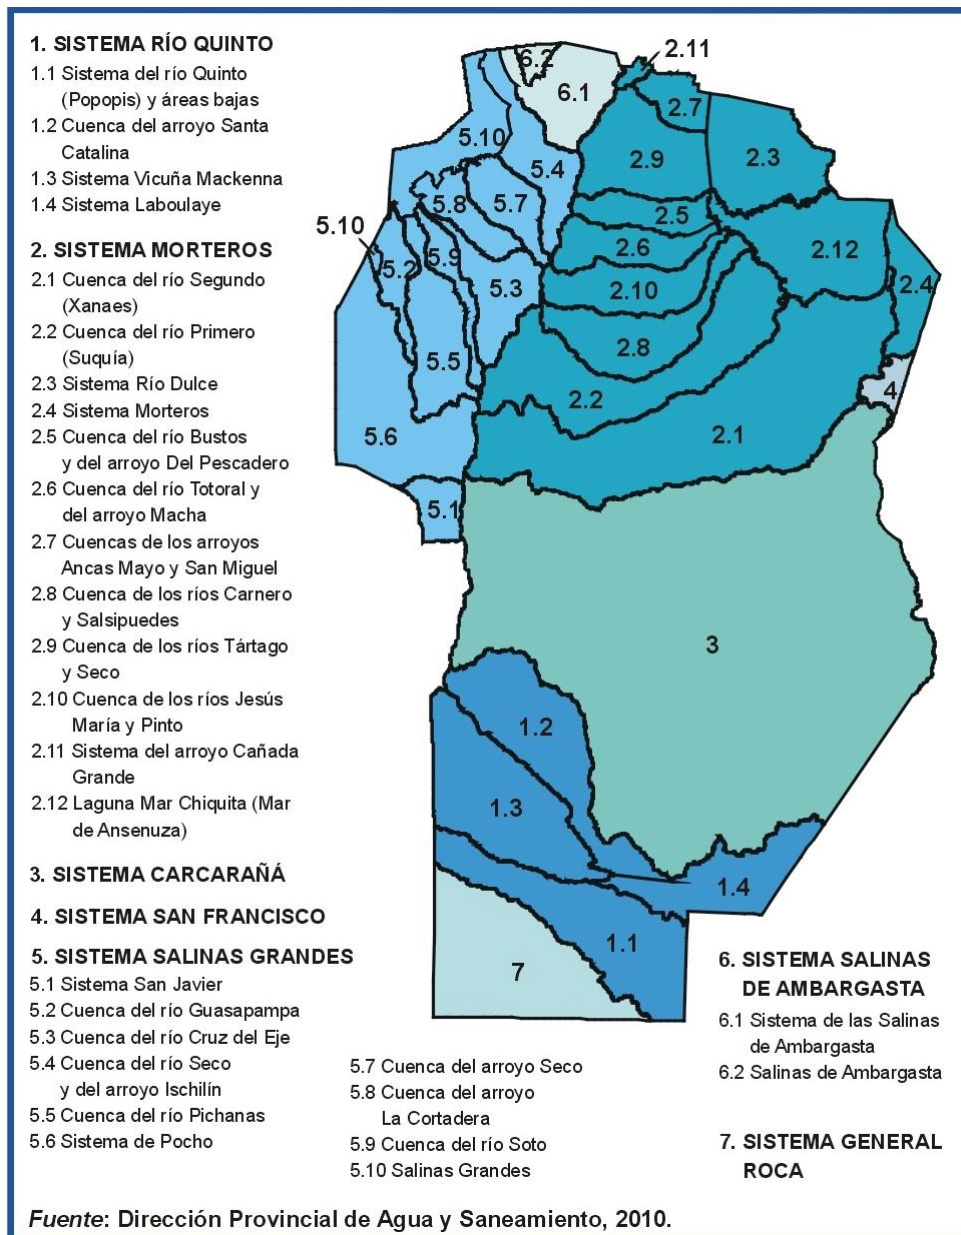 1. SISTEMA RÍO QUINTO
1.1 Sistema del río Quinto
(Popopis) y áreas bajas
1.2 Cuenca del arroyo Santa
Catalina
1.3 Sistema Vicuña Mackenna
1.4 Sistema Laboulaye
2. SISTEMA MORTEROS
2.1 Cuenca del río Segundo
(Xanaes)
2.2 Cuenca del río Primero
(Suquía)
2.3 Sistema Río Dulce
2.4 Sistema Morteros
2.5 Cuenca del río Bustos
y del arroyo Del Pescadero
2.6 Cuenca del río Totoral y
del arroyo Macha
2.7 Cuencas de los arroyos
Ancas Mayo y San Miguel
2.8 Cuenca de los ríos Carnero
y Salsipuedes
2.9 Cuenca de los ríos Tártago
y Seco
2.10 Cuenca de los ríos Jesús
María y Pinto
2.11 Sistema del arroyo Cañada
Grande
2.12 Laguna Mar Chiquita (Mar
de Ansenuza)
3. SISTEMA CARCARAÑÁ
4. SISTEMA SAN FRANCISCO
5. SISTEMA SALINAS GRANDES
5.1 Sistema San Javier
5.2 Cuenca del río Guasapampa
5.3 Cuenca del río Cruz del Eje
5.4 Cuenca del río Seco
y del arroyo Ischilín
5.5 Cuenca del río Pichanas
5.6 Sistema de Pocho
5.7 Cuenca del arroyo Seco
5.8 Cuenca del arroyo
La Cortadera
5.9 Cuenca del río Soto
5.10 Salinas Grandes
6. SISTEMA SALINAS
DE AMBARGASTA
6.1 Sistema de las Salinas
de Ambargasta
6.2 Salinas de Ambargasta
7. SISTEMA GENERAL
ROCA
6.2
2.11
6.1
2.7
5.10
2.9
2.3
5.4
5.8
5.7
2.5
5.10
2.6
2.12
5.2
5.9
5.3
2.10
2.4
2.8
5.5
4
2.2
5.6
2.1
5.1
3
1.2
1.3
1.4
1.1
7
Fuente: Dirección Provincial de Agua y Saneamiento, 2010.